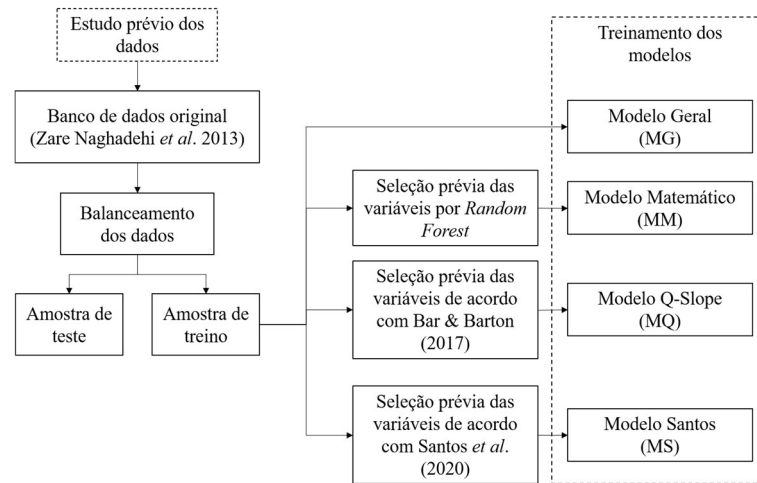 Estudo prévio dos
dados
Banco de dados original
(Zare Naghadehi et al. 2013)
Balanceamento
dos dados
Amostra de
teste
Amostra de
treino
Seleção prévia das
variáveis por Random
Forest
Seleção prévia das
variáveis de acordo
com Bar & Barton
(2017)
Seleção prévia das
variáveis de acordo
com Santos et al.
(2020)
Treinamento dos
modelos
Modelo Geral
(MG)
Modelo Matemático
(MM)
Modelo Q-Slope
(MQ)
Modelo Santos
(MS)